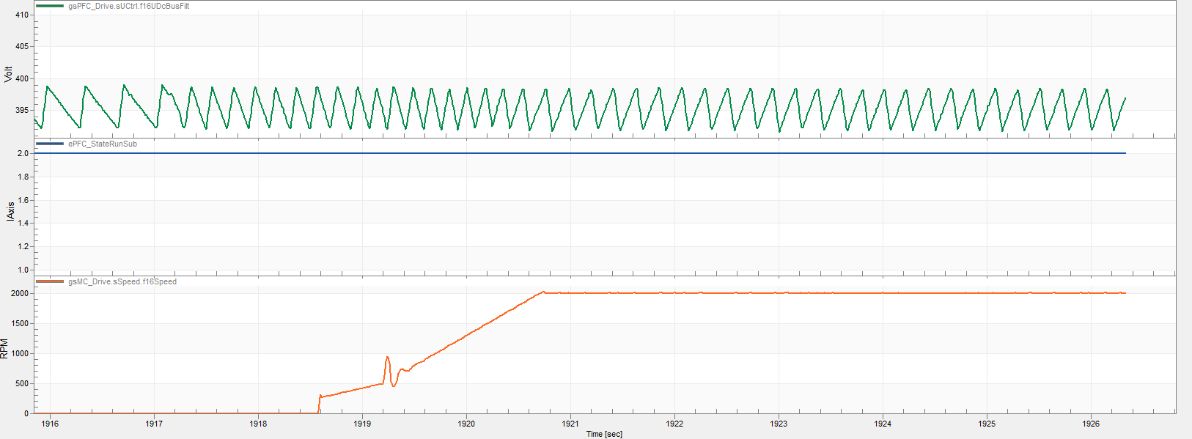 gsPFC_Drive.sUCtrl.f16UDcBusFilt
410
405
400
395
Volt
ePFC_StateRunSub
2.0
1.8
1.6
1.4
1.2
1.0
IAxis
gsMC_Drive.sSpeed.f16Speed
2000
1500
1000
500
0
RPM
1916 1917 1918 1919 1920 1921 1922 1923 1924 1925 1926
Time [sec]